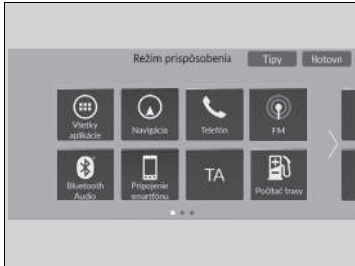 Režim prispôsobenia
Tipy
Hotovo
Všetky
aplikácie
Navigácia
Telefón
FM
Bluetooth
Audio
Pripojenie
smartfónu
TA
Počítač trasy